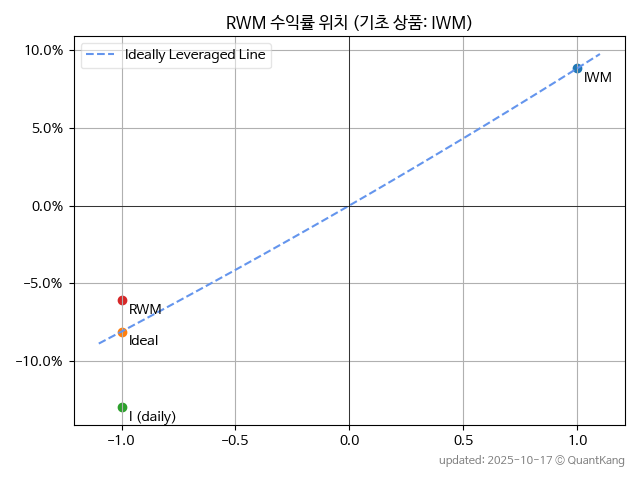 RWM 수익률 위치 (기초 상품: IWM)
Ideally Leveraged Line
10.0%
5.0%
0.0%
−5.0%
−10.0%
IWM
RWM
Ideal
I (daily)
−1.0 −0.5 0.0 0.5 1.0
updated: 2025-10-17 © QuantKang